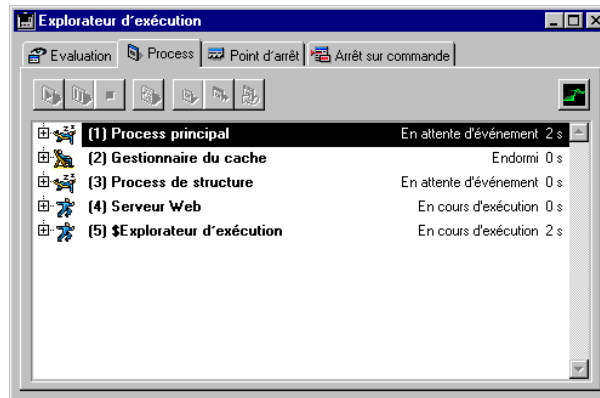 Explorateur d'exécution
Evaluation Process Point d'arrêt Arrêt sur commande
(1) Process principal En attente d'événement 2 s
(2) Gestionnaire du cache Endormi 0 s
(3) Process de structure En attente d'événement 0 s
(4) Serveur Web En cours d'exécution 0 s
(5) $Explorateur d'exécution En cours d'exécution 2 s